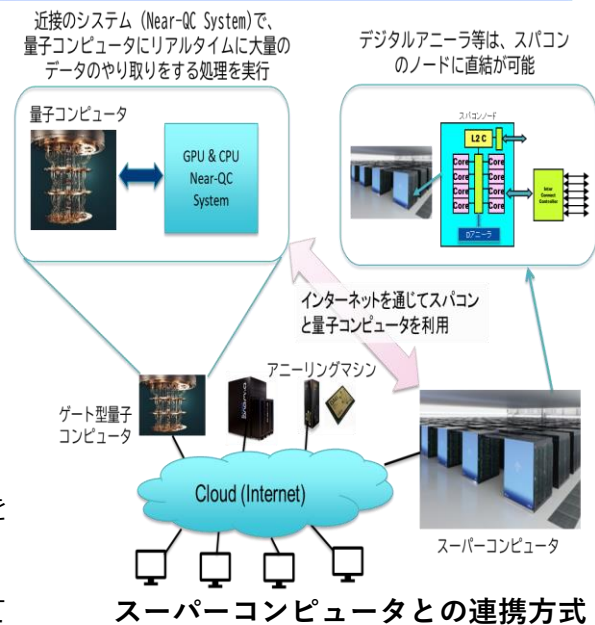 近接のシステム (Near-QC System)で、
量子コンピュータにリアルタイムに大量の
データのやり取りをする処理を実行
デジタルアニーラ等は、スパコン
のノードに直結が可能
量子コンピュータ
GPU & CPU
Near-QC
System
スパコンノード
L2 C
Core
Core
Core
Core
Core
Core
Core
Core
Inter
Connect
Controller
Dアニーラ
インターネットを通じてスパコン
と量子コンピュータを利用
アニーリングマシン
ゲート型量子
コンピュータ
Cloud (Internet)
スーパーコンピュータ
を
て
スーパーコンピュータとの連携方式